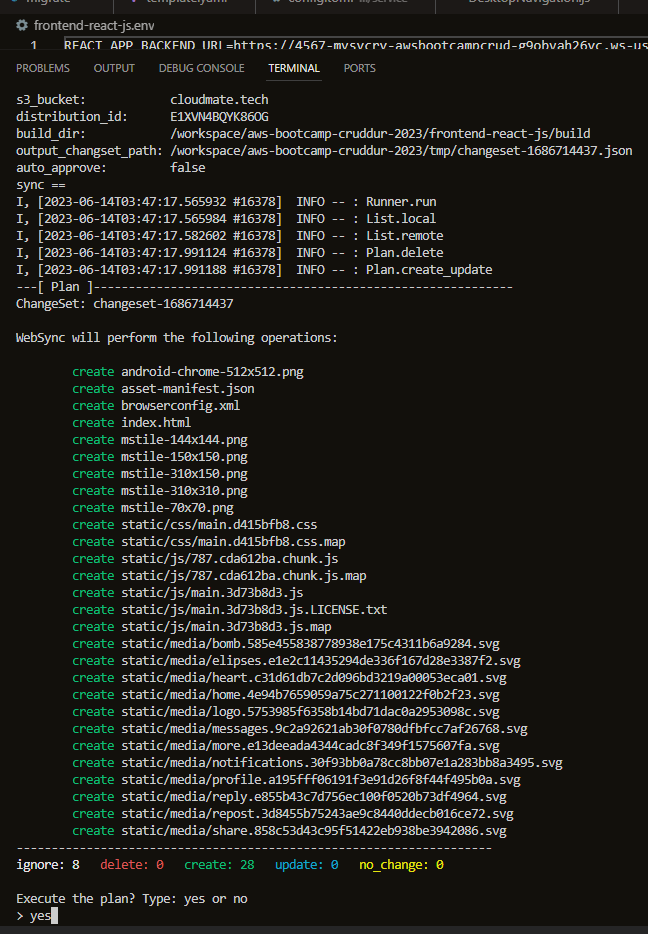 migrate template.yaml config.toml DesktopNavigation.js
frontend-react-js.env
1 REACT_APP_BACKEND_URL=https://4567-mysycry-awsbootcampcrud-g9obyah26yc.ws-us
PROBLEMS OUTPUT DEBUG CONSOLE TERMINAL PORTS
s3_bucket: cloudmate.tech
distribution_id: E1XVN4BQYK86OG
build_dir: /workspace/aws-bootcamp-cruddur-2023/frontend-react-js/build
output_changset_path: /workspace/aws-bootcamp-cruddur-2023/tmp/changeset-1686714437.json
auto_approve: false
sync ==
I, [2023-06-14T03:47:17.565932 #16378] INFO -- : Runner.run
I, [2023-06-14T03:47:17.565984 #16378] INFO -- : List.local
I, [2023-06-14T03:47:17.582602 #16378] INFO -- : List.remote
I, [2023-06-14T03:47:17.991124 #16378] INFO -- : Plan.delete
I, [2023-06-14T03:47:17.991188 #16378] INFO -- : Plan.create_update
---[ Plan ]------------------------------------------------------------
ChangeSet: changeset-1686714437
WebSync will perform the following operations:
create android-chrome-512x512.png
create asset-manifest.json
create browserconfig.xml
create index.html
create mstile-144x144.png
create mstile-150x150.png
create mstile-310x150.png
create mstile-310x310.png
create mstile-70x70.png
create static/css/main.d415bfb8.css
create static/css/main.d415bfb8.css.map
create static/js/787.cda612ba.chunk.js
create static/js/787.cda612ba.chunk.js.map
create static/js/main.3d73b8d3.js
create static/js/main.3d73b8d3.js.LICENSE.txt
create static/js/main.3d73b8d3.js.map
create static/media/bomb.585e455838778938e175c4311b6a9284.svg
create static/media/elipses.e1e2c11435294de336f167d28e3387f2.svg
create static/media/heart.c31d61db7c2d096bd3219a00053eca01.svg
create static/media/home.4e94b7659059a75c271100122f0b2f23.svg
create static/media/logo.5753985f6358b14bd71dac0a2953098c.svg
create static/media/messages.9c2a92621ab30f0780dfbfcc7af26768.svg
create static/media/more.e13deeada4344cadc8f349f1575607fa.svg
create static/media/notifications.30f93bb0a78cc8bb07e1a283bb8a3495.svg
create static/media/profile.a195fff06191f3e91d26f8f44f495b0a.svg
create static/media/reply.e855b43c7d756ec100f0520b73df4964.svg
create static/media/repost.3d8455b75243ae9c8440ddecb016ce72.svg
create static/media/share.858c53d43c95f51422eb938be3942086.svg
--------------------------------------------------------------------
ignore: 8 delete: 0 create: 28 update: 0 no_change: 0
Execute the plan? Type: yes or no
> yes